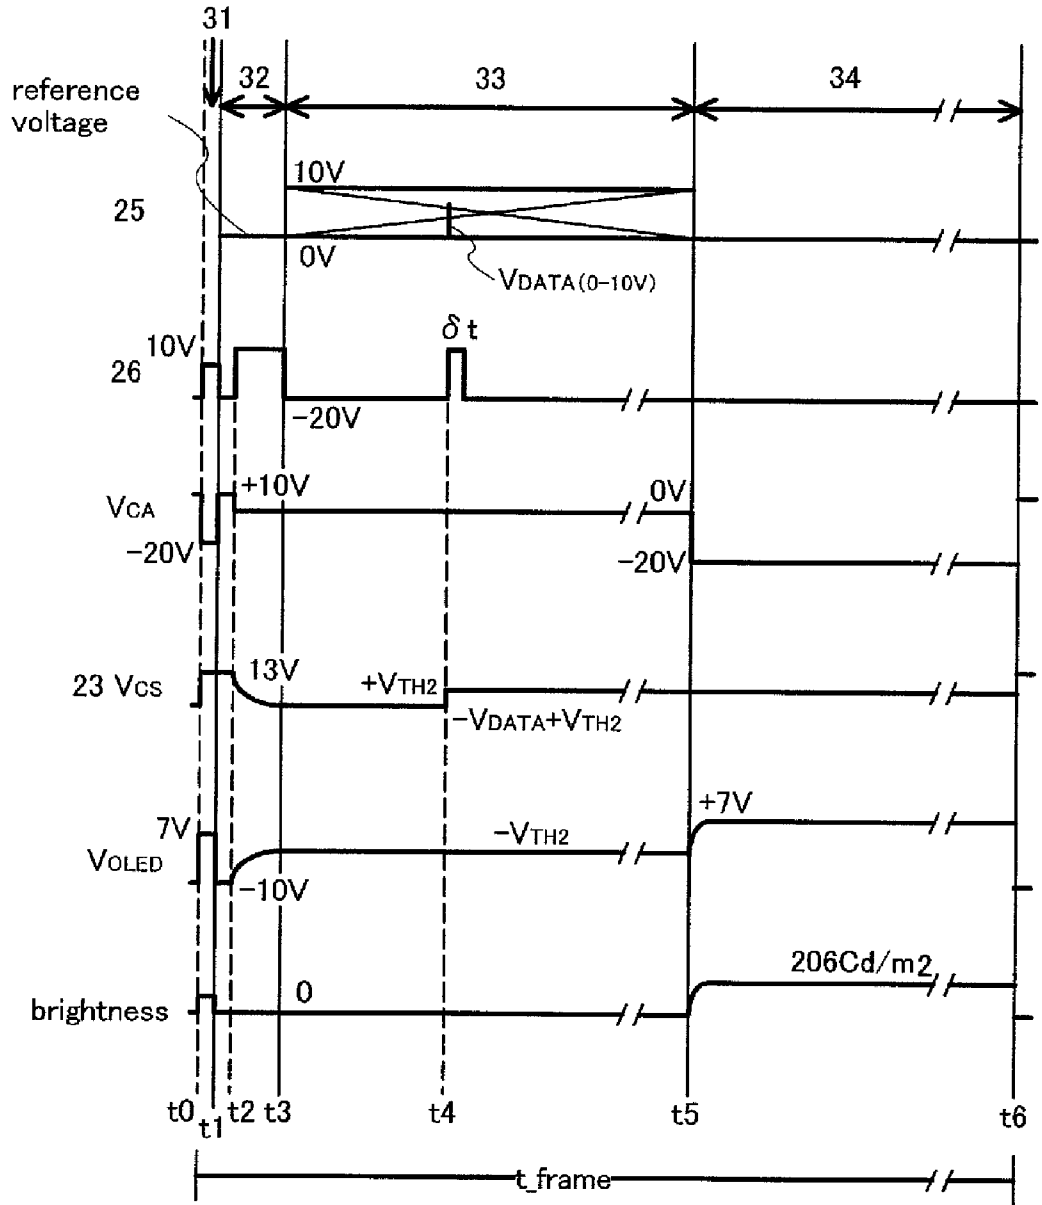 31
32
33
34
reference
voltage
10V
25
0V
VDATA(0-10V)
δt
10V
26
-20V
+10V
0V
VCA
-20V
-20V
13V
+VTH2
23 VCS
-VDATA+VTH2
+7V
7V
-VTH2
VOLED
-10V
206Cd/m2
0
brightness
t0
t1
t2
t3
t4
t5
t6
t_frame